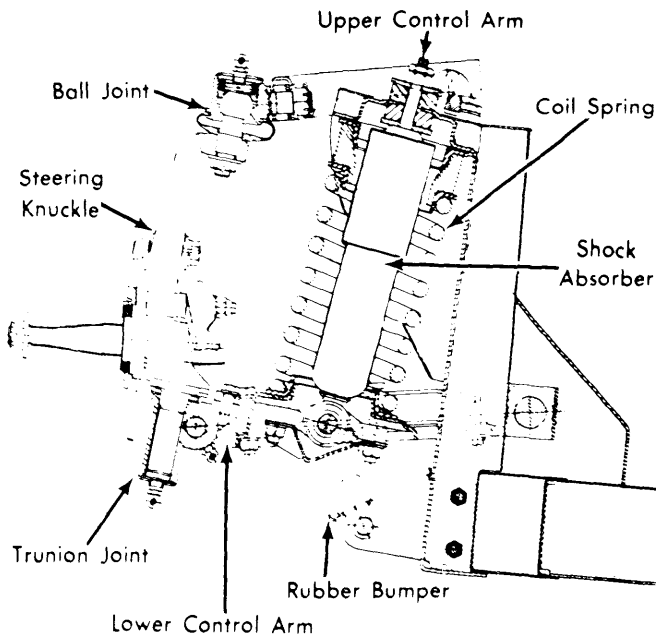 Upper Control Arm
Ball Joint
Coil Spring
Steering
Knuckle
Shock
Absorber
Trunion Joint
Rubber Bumper
Lower Control Arm